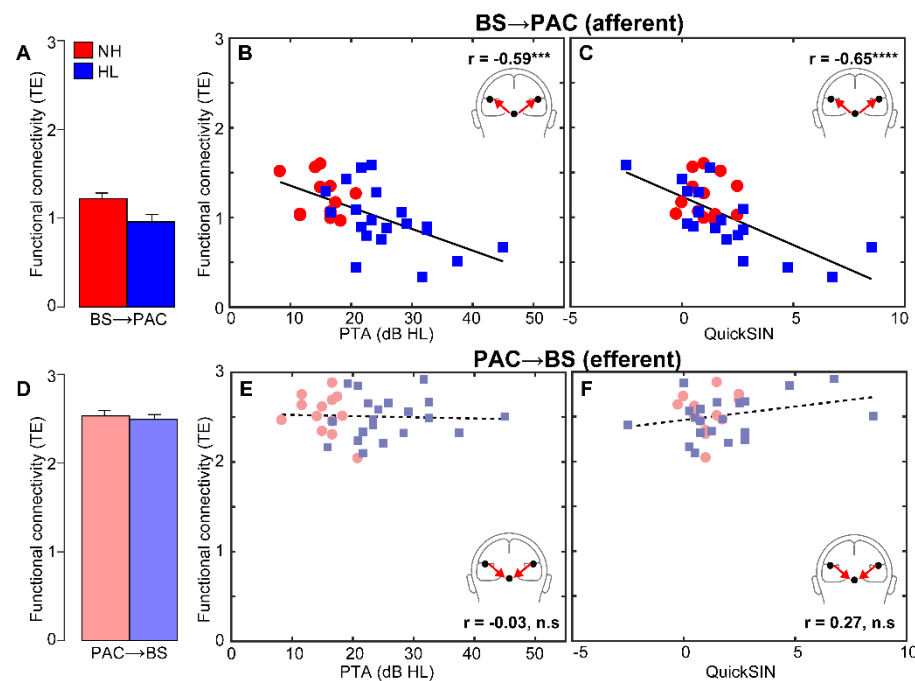 BS→PAC (afferent)
A
NH
HL
Functional connectivity (TE)
3
2
1
0
BS→PAC
B
r = -0.59***
Functional connectivity (TE)
3
2
1
0
0 10 20 30 40 50
PTA (dB HL)
C
r = -0.65****
-5 0 5 10
QuickSIN
PAC→BS (efferent)
D
Functional connectivity (TE)
3
2
1
0
PAC→BS
E
Functional connectivity (TE)
3
2
1
0
r = -0.03, n.s
0 10 20 30 40 50
PTA (dB HL)
F
r = 0.27, n.s
-5 0 5 10
QuickSIN